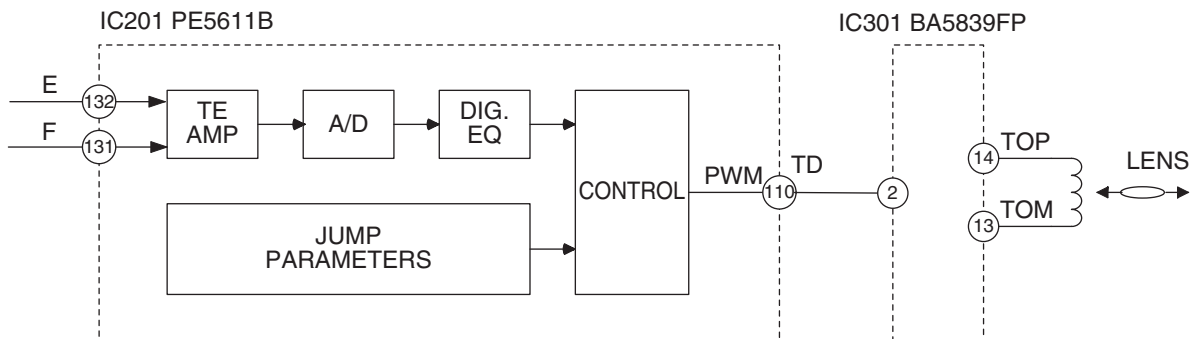 IC201 PE5611B
IC301 BA5839FP
E
132
F
131
TE
AMP
A/D
DIG.
EQ
CONTROL
PWM
110
TD
2
14
TOP
13
TOM
LENS
JUMP
PARAMETERS